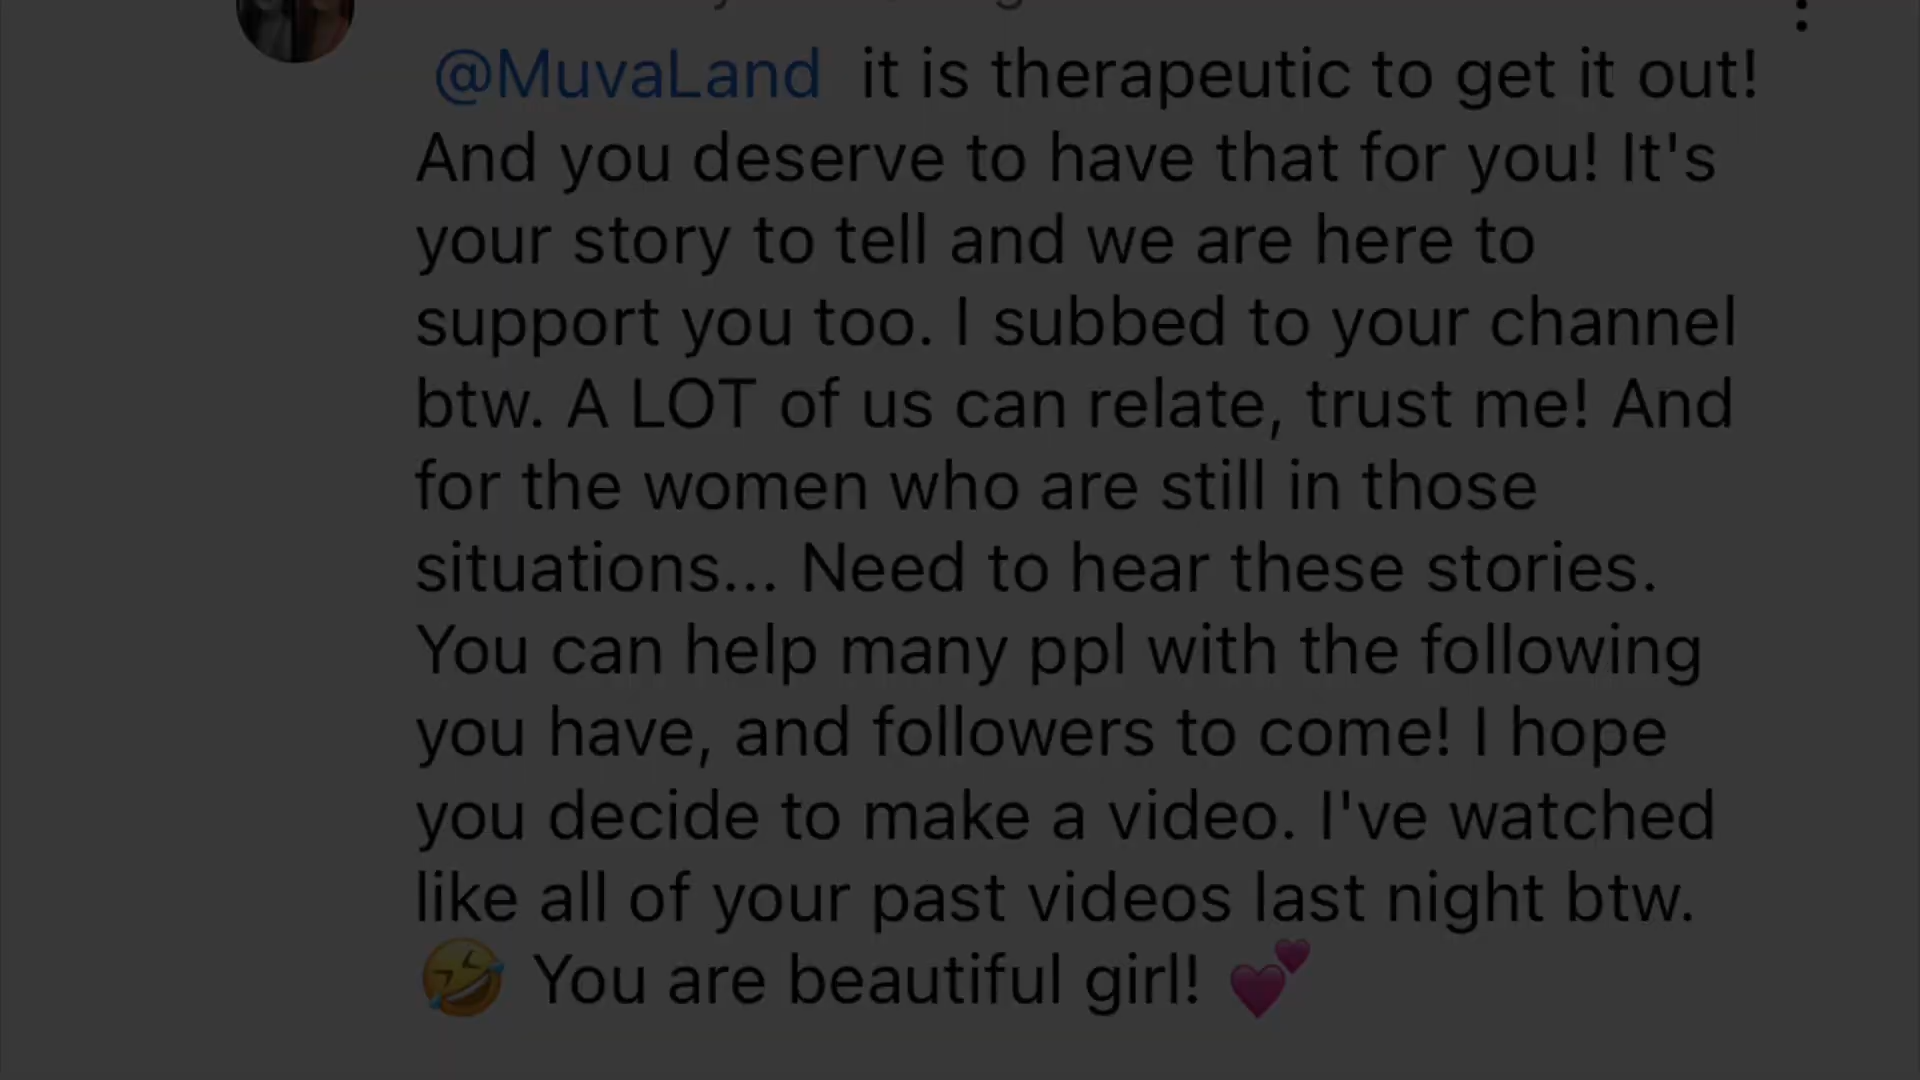 @MuvaLand it is therapeutic to get it out!
And you deserve to have that for you! It's
your story to tell and we are here to
support you too. I subbed to your channel
btw. A LOT of us can relate, trust me! And
for the women who are still in those
situations... Need to hear these stories.
You can help many ppl with the following
you have, and followers to come! I hope
you decide to make a video. I've watched
like all of your past videos last night btw.
🤣 You are beautiful girl! 💕